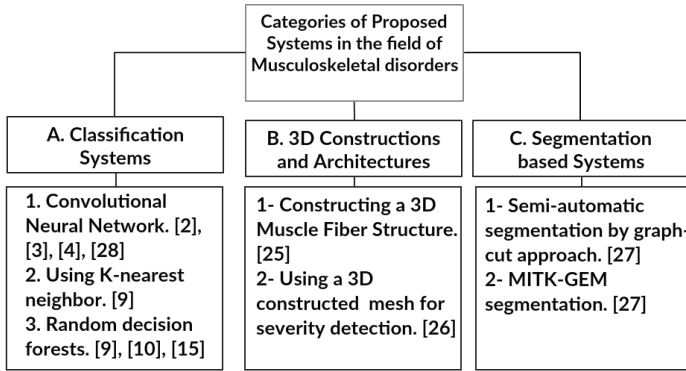 Categories of Proposed
Systems in the field of
Musculoskeletal disorders
A. Classification
Systems
1. Convolutional
Neural Network. [2],
[3], [4], [28]
2. Using K-nearest
neighbor. [9]
3. Random decision
forests. [9], [10], [15]
B. 3D Constructions
and Architectures
1- Constructing a 3D
Muscle Fiber Structure.
[25]
2- Using a 3D
constructed mesh for
severity detection. [26]
C. Segmentation
based Systems
1- Semi-automatic
segmentation by graph-
cut approach. [27]
2- MITK-GEM
segmentation. [27]